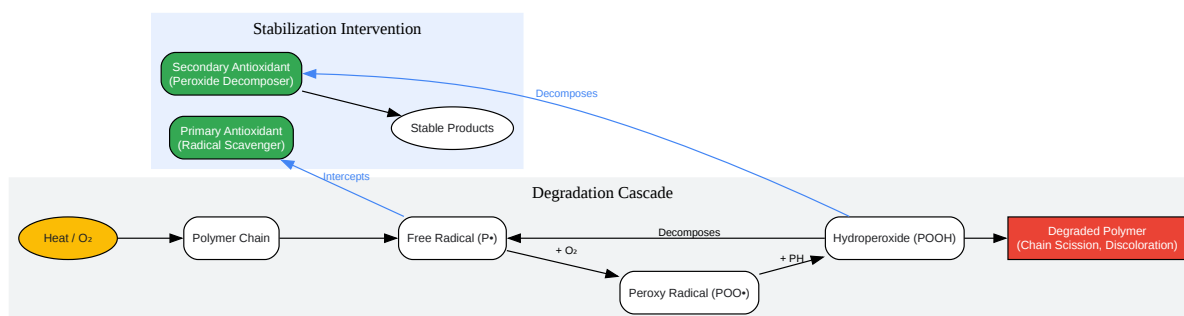 Stabilization Intervention
Secondary Antioxidant
(Peroxide Decomposer)
Decomposes
Stable Products
Primary Antioxidant
(Radical Scavenger)
Intercepts
Degradation Cascade
Heat / O₂
Polymer Chain
Free Radical (P•)
Decomposes
Hydroperoxide (POOH)
Degraded Polymer
(Chain Scission, Discoloration)
+ O₂
+ PH
Peroxy Radical (POO•)